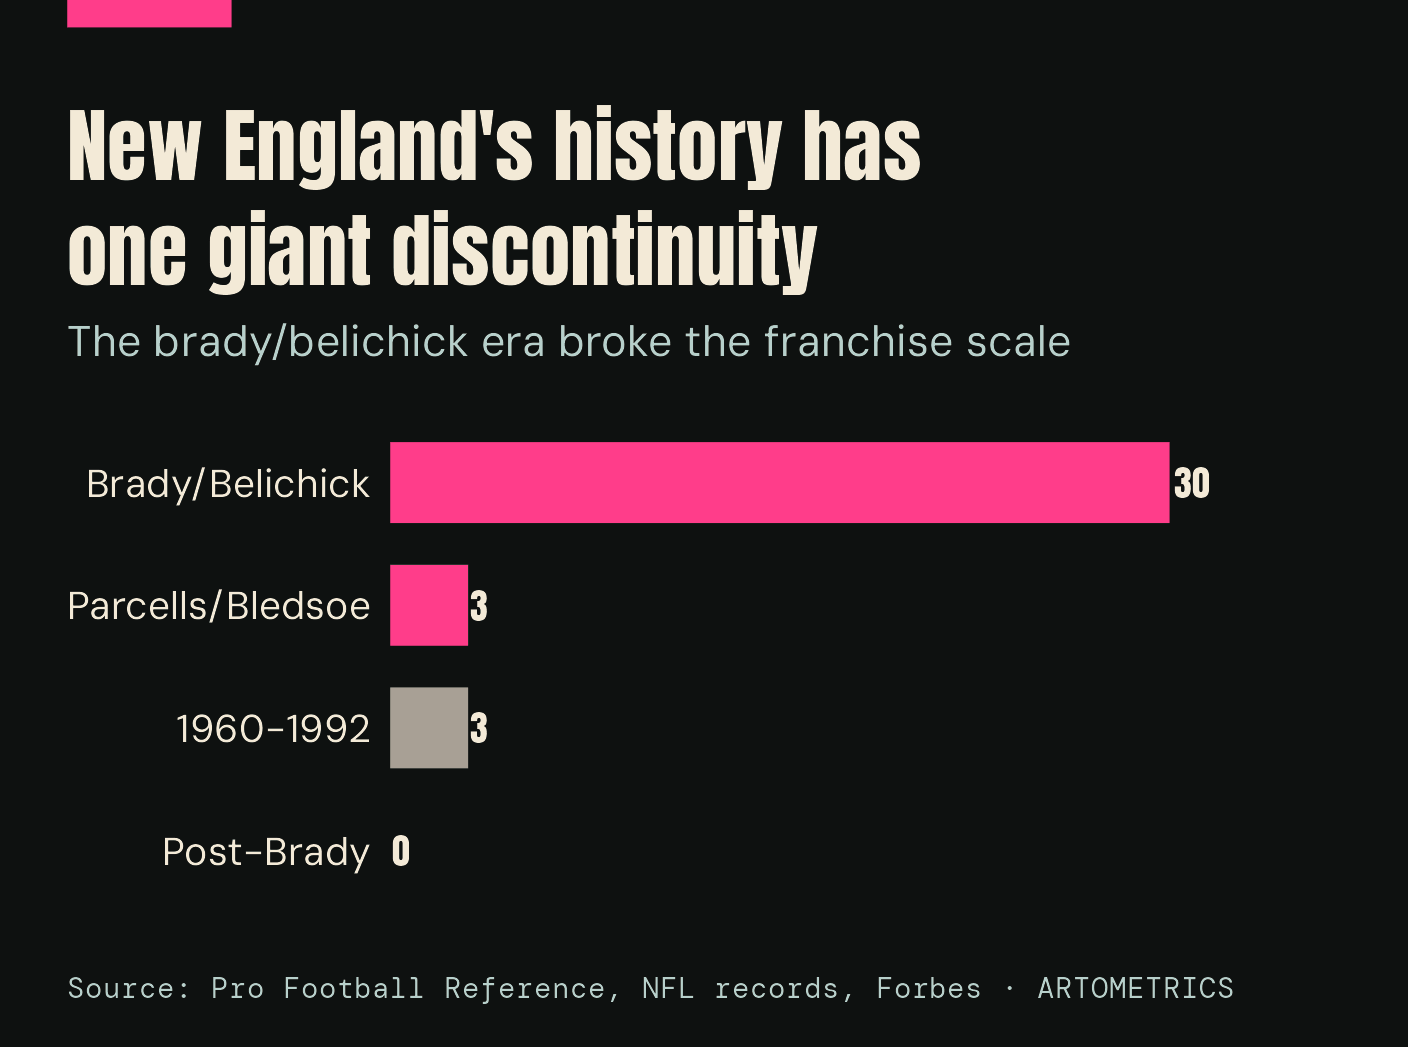 New England's history has
one giant discontinuity
The brady/belichick era broke the franchise scale
Brady/Belichick 30
Parcells/Bledsoe 3
1960-1992 3
Post-Brady 0
Source: Pro Football Reference, NFL records, Forbes · ARTOMETRICS